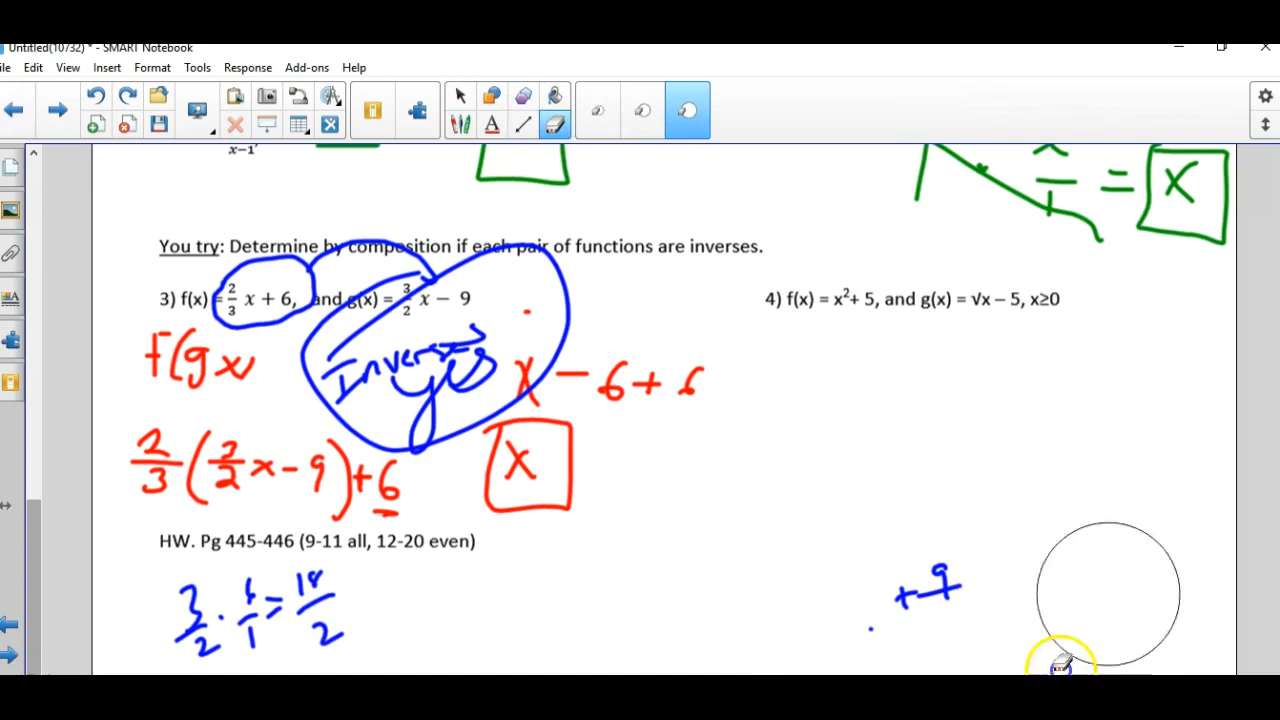 Untitled(10/32) * - SMART Notebook
ile Edit View Insert Format Tools Response Add-ons Help
A
x−1'
x/1 = x
You try: Determine by composition if each pair of functions are inverses.
3) f(x) = 2/3 x + 6, and g(x) = 3/2 x − 9
4) f(x) = x²+ 5, and g(x) = √x – 5, x≥0
f(g x
Inverses
yes
x − 6 + 6
2/3 (3/2 x − 9) + 6
x
HW. Pg 445-446 (9-11 all, 12-20 even)
3/2 · 6/1 = 18/2
+ 9